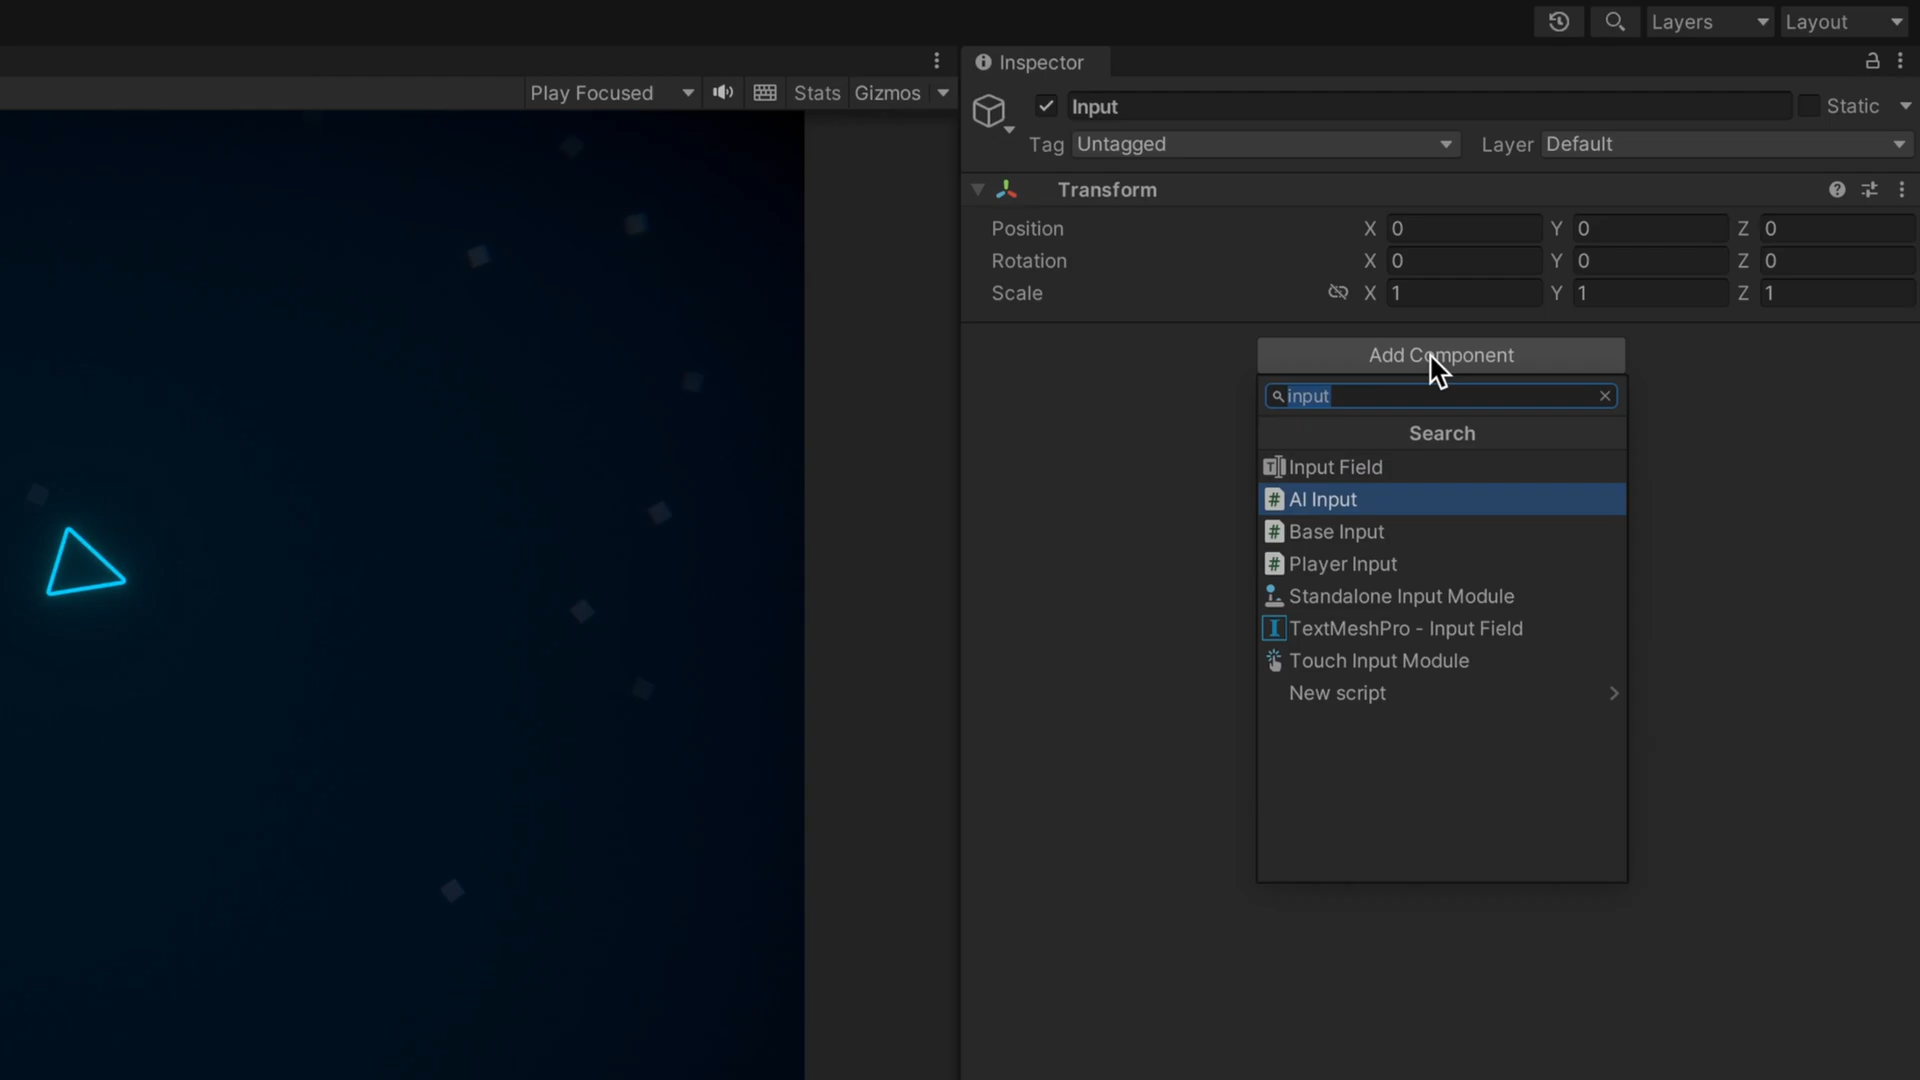 Layers
Layout
Inspector
Play Focused
Stats
Gizmos
Input
Static
Tag
Untagged
Layer
Default
Transform
Position X 0 Y 0 Z 0
Rotation X 0 Y 0 Z 0
Scale X 1 Y 1 Z 1
Add Component
input
Search
Input Field
AI Input
Base Input
Player Input
Standalone Input Module
TextMeshPro - Input Field
Touch Input Module
New script